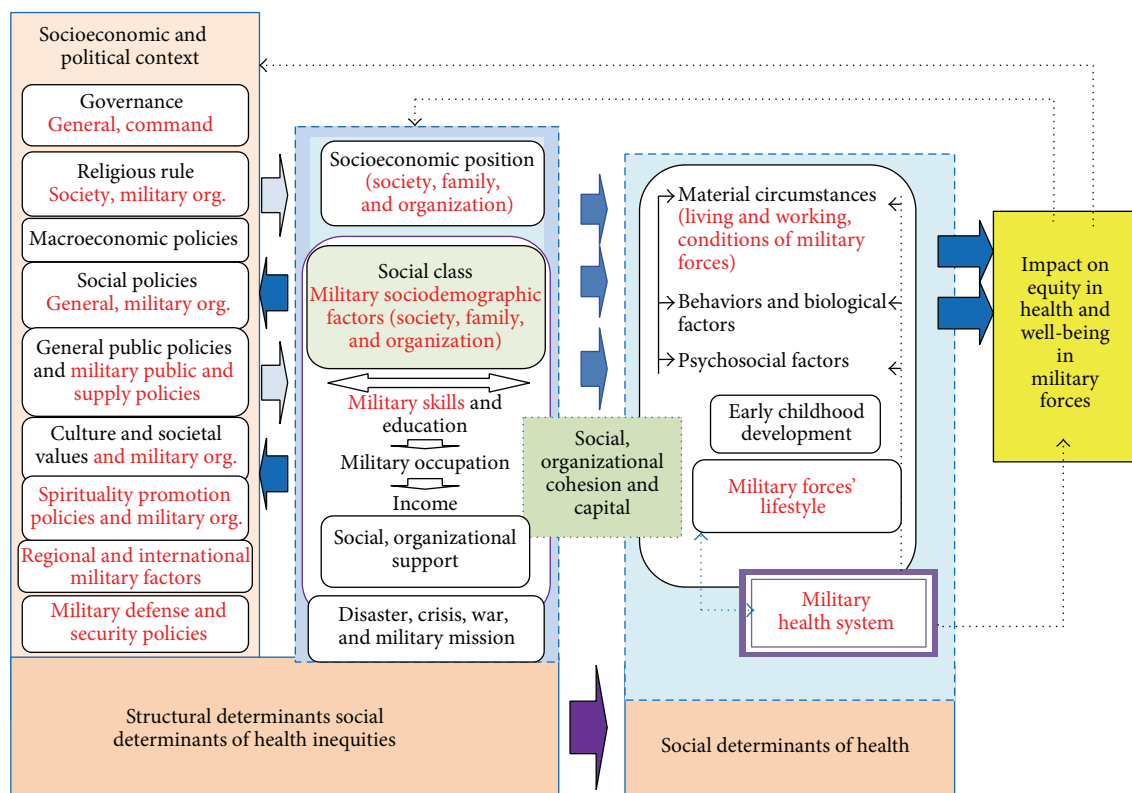 Socioeconomic and
political context
Governance
General, command
Religious rule
Society, military org.
Macroeconomic policies
Social policies
General, military org.
General public policies
and military public and
supply policies
Culture and societal
values and military org.
Spirituality promotion
policies and military org.
Regional and international
military factors
Military defense and
security policies
Structural determinants social
determinants of health inequities
Socioeconomic position
(society, family,
and organization)
Social class
Military sociodemographic
factors (society, family,
and organization)
Military skills and
education
Military occupation
Income
Social, organizational
support
Disaster, crisis, war,
and military mission
Social,
organizational
cohesion and
capital
Material circumstances
(living and working,
conditions of military
forces)
Behaviors and biological
factors
Psychosocial factors
Early childhood
development
Military forces’
lifestyle
Military
health system
Social determinants of health
Impact on
equity in
health and
well-being
in
military
forces